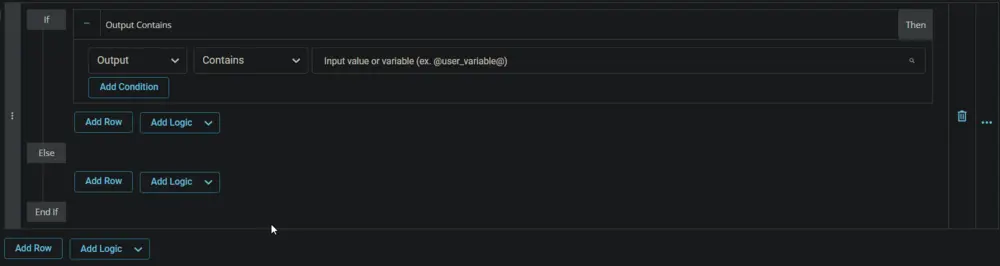 If
Output Contains
Then
Output
Contains
Input value or variable (ex. @user_variable@)
Add Condition
Add Row
Add Logic
Else
Add Row
Add Logic
End If
Add Row
Add Logic